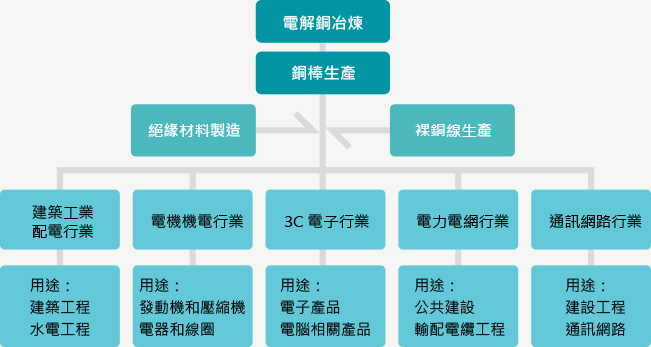 電解銅冶煉
銅棒生產
絕緣材料製造
裸銅線生產
建築工業
配電行業
電機機電行業
3C 電子行業
電力電網行業
通訊網路行業
用途：
建築工程
水電工程
用途：
發動機和壓縮機
電器和線圈
用途：
電子產品
電腦相關產品
用途：
公共建設
輸配電纜工程
用途：
建設工程
通訊網路